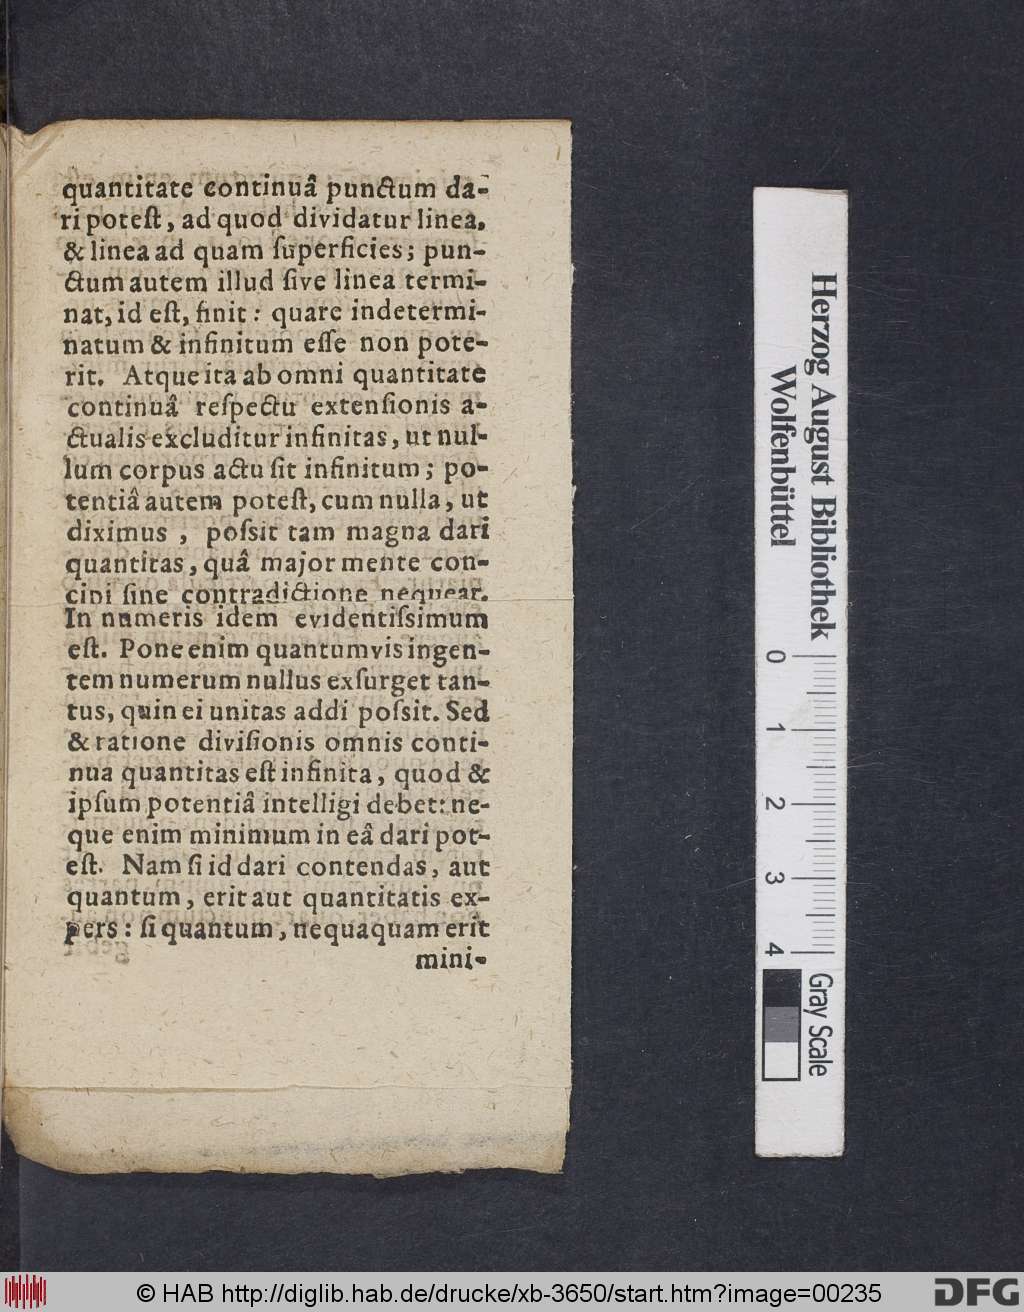 quantitate continuâ punctum da-
ri potest, ad quod dividatur linea,
& linea ad quam superficies; pun-
ctum autem illud sive linea termi-
nat, id est, finit: quare indetermi-
natum & infinitum esse non pote-
rit. Atque ita ab omni quantitate
continuâ respectu extensionis a-
ctualis excluditur infinitas, ut nul-
lum corpus actu sit infinitum; po-
tentiâ autem potest, cum nulla, ut
diximus, possit tam magna dari
quantitas, quâ major mente con-
cipi sine contradictione nequear.
In numeris idem evidentissimum
est. Pone enim quantumvis ingen-
tem numerum nullus exsurget tan-
tus, quin ei unitas addi possit. Sed
& ratione divisionis omnis conti-
nua quantitas est infinita, quod &
ipsum potentiâ intelligi debet: ne-
que enim minimum in eâ dari pot-
est. Nam si id dari contendas, aut
quantum, erit aut quantitatis ex-
pers: si quantum, nequaquam erit
mini-
Herzog August Bibliothek
Wolfenbüttel
0 1 2 3 4
Gray Scale
© HAB http://diglib.hab.de/drucke/xb-3650/start.htm?image=00235
DFG